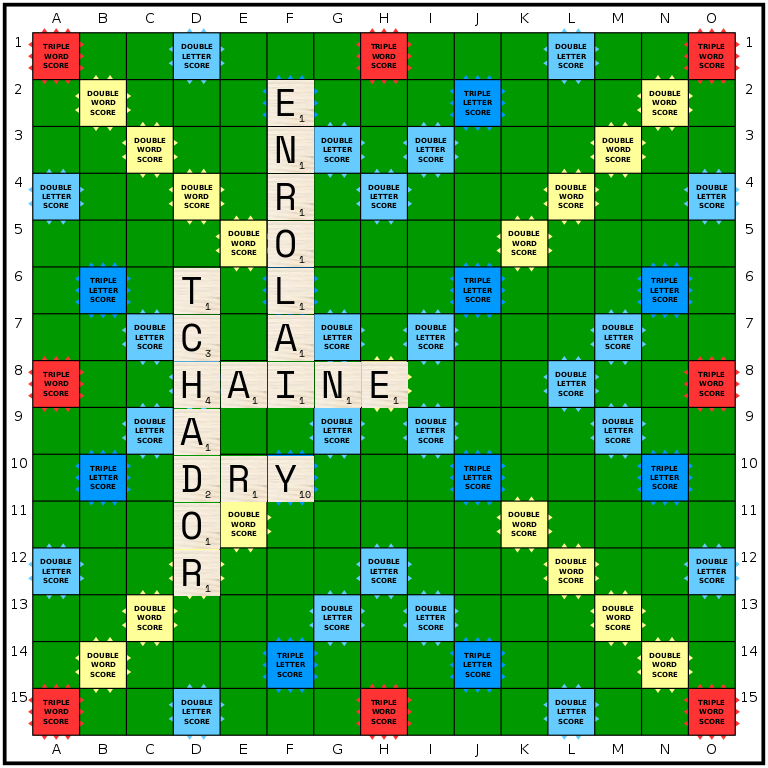 A B C D E F G H I J K L M N O
1 TRIPLE WORD SCORE DOUBLE LETTER SCORE TRIPLE WORD SCORE DOUBLE LETTER SCORE TRIPLE WORD SCORE 1
2 DOUBLE WORD SCORE E1 TRIPLE LETTER SCORE DOUBLE WORD SCORE 2
3 DOUBLE WORD SCORE N1 DOUBLE LETTER SCORE DOUBLE LETTER SCORE DOUBLE WORD SCORE 3
4 DOUBLE LETTER SCORE DOUBLE WORD SCORE R1 DOUBLE LETTER SCORE DOUBLE WORD SCORE DOUBLE LETTER SCORE 4
5 DOUBLE WORD SCORE O1 DOUBLE WORD SCORE 5
6 TRIPLE LETTER SCORE T1 L1 TRIPLE LETTER SCORE TRIPLE LETTER SCORE 6
7 DOUBLE LETTER SCORE C3 A1 DOUBLE LETTER SCORE DOUBLE LETTER SCORE DOUBLE LETTER SCORE 7
8 TRIPLE WORD SCORE H4 A1 I1 N1 E1 DOUBLE LETTER SCORE TRIPLE WORD SCORE 8
9 DOUBLE LETTER SCORE A1 DOUBLE LETTER SCORE DOUBLE LETTER SCORE DOUBLE LETTER SCORE 9
10 TRIPLE LETTER SCORE D2 R1 Y10 TRIPLE LETTER SCORE TRIPLE LETTER SCORE 10
11 O1 DOUBLE WORD SCORE DOUBLE WORD SCORE 11
12 DOUBLE LETTER SCORE R1 DOUBLE LETTER SCORE DOUBLE WORD SCORE DOUBLE LETTER SCORE 12
13 DOUBLE WORD SCORE DOUBLE LETTER SCORE DOUBLE LETTER SCORE DOUBLE WORD SCORE 13
14 DOUBLE WORD SCORE TRIPLE LETTER SCORE TRIPLE LETTER SCORE DOUBLE WORD SCORE 14
15 TRIPLE WORD SCORE DOUBLE LETTER SCORE TRIPLE WORD SCORE DOUBLE LETTER SCORE TRIPLE WORD SCORE 15
A B C D E F G H I J K L M N O